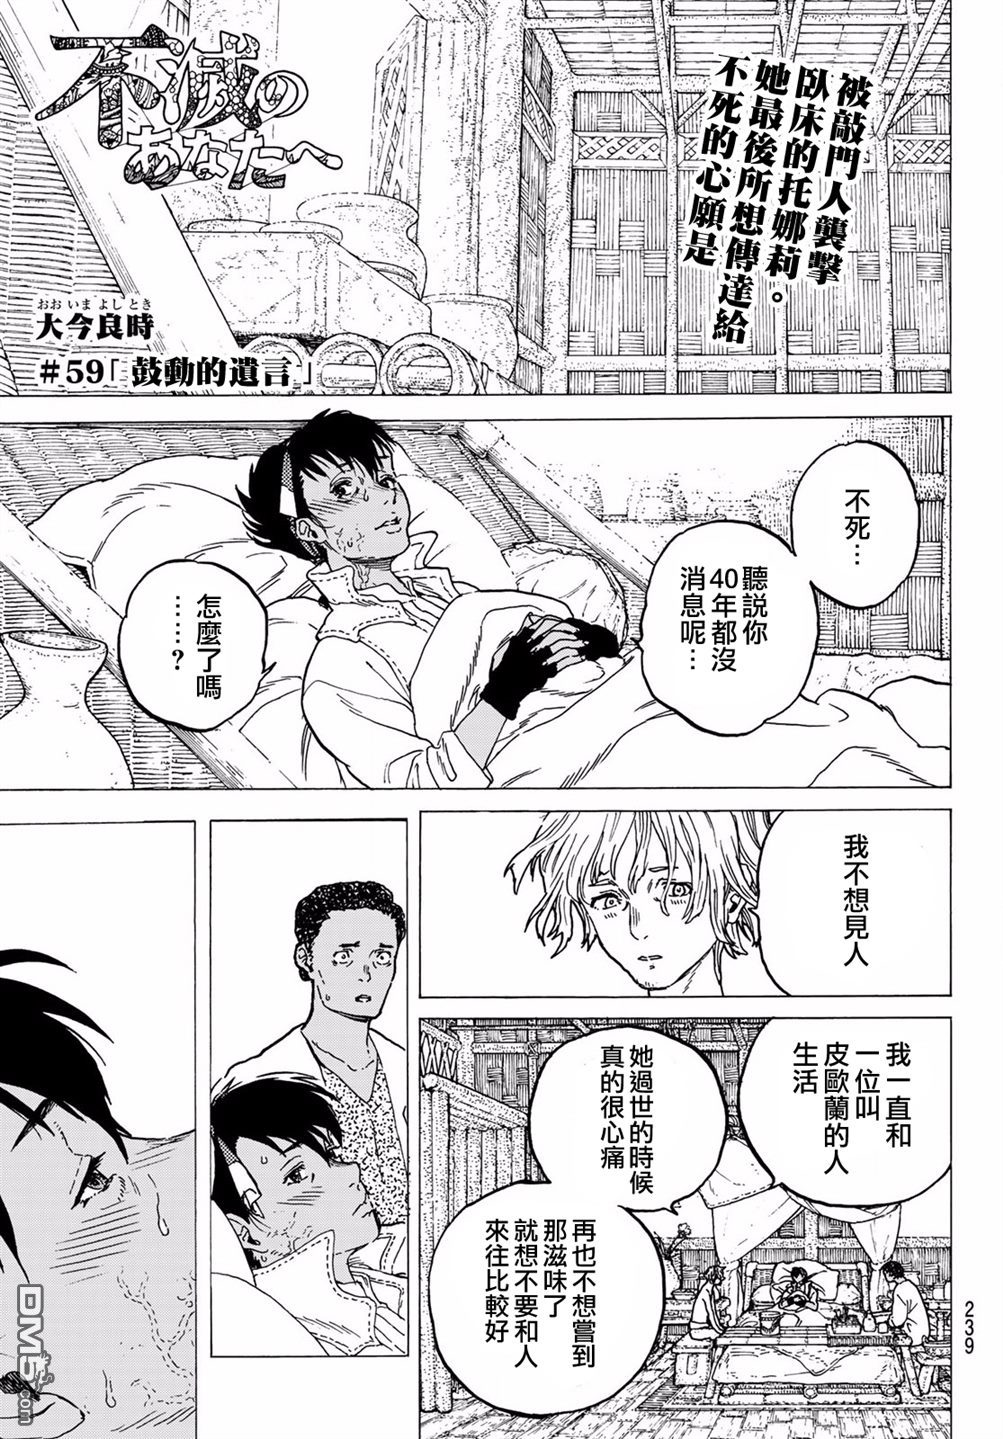 不滅の
あなたへ
おおいまよしとき
大今良時
#59「鼓動的遺言」
被敲門人襲擊
臥床的托娜莉。
她最後所想傳達給
不死的心願是
不死…
聽說你
40年都沒
消息呢…
怎麼了嗎
……?
我不想見人
我一直和
一位叫
皮歐蘭的人
生活
她過世的時候
真的很心痛
再也不想嘗到
那滋味了
就想不要和人
來往比較好
239
DM5.com